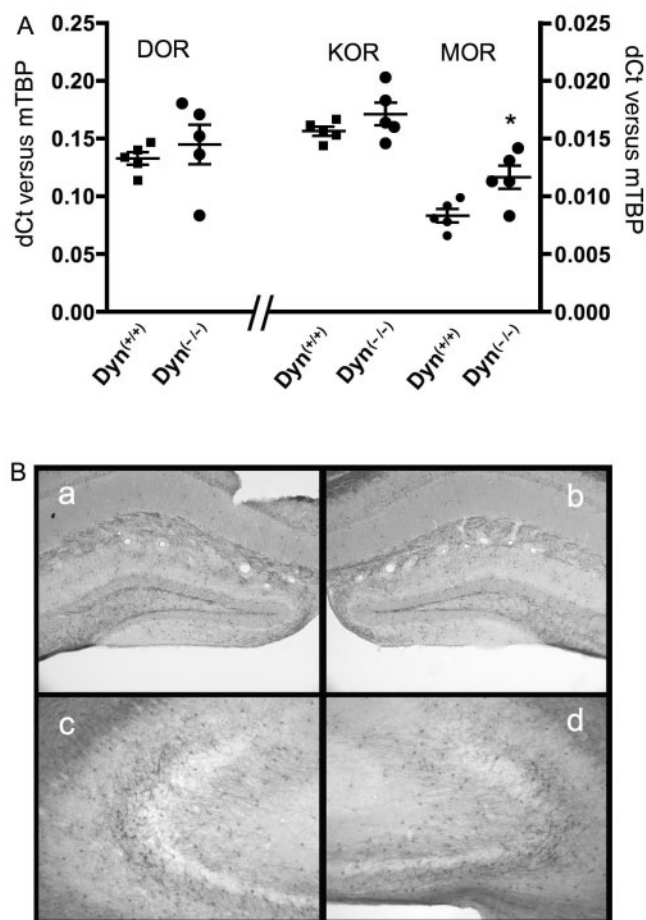 A
DOR
KOR
MOR
dCt versus mTBP
0.25
0.20
0.15
0.10
0.05
0.00
0.025
0.020
0.015
0.010
0.005
0.000
dCt versus mTBP
*
Dyn(+/+)
Dyn(-/-)
Dyn(+/+)
Dyn(-/-)
Dyn(+/+)
Dyn(-/-)
B
a
b
c
d